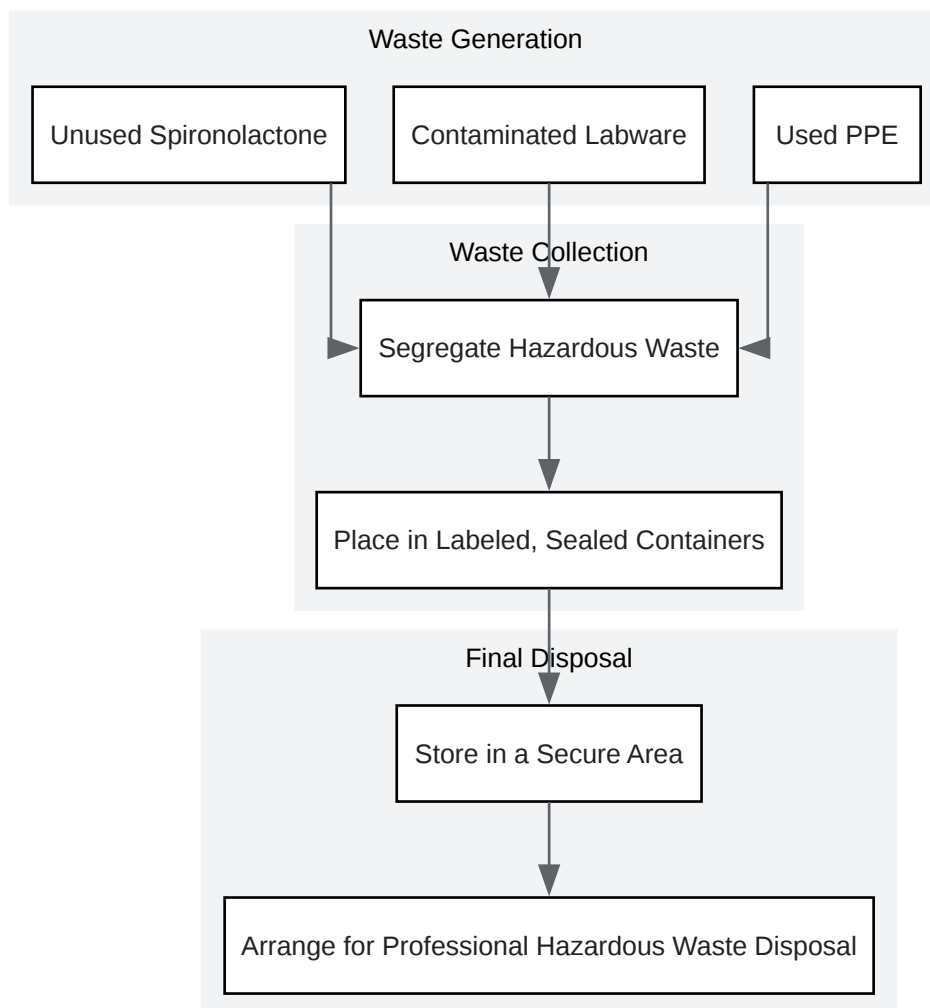 Waste Generation
Unused Spironolactone
Contaminated Labware
Used PPE
Waste Collection
Segregate Hazardous Waste
Place in Labeled, Sealed Containers
Final Disposal
Store in a Secure Area
Arrange for Professional Hazardous Waste Disposal